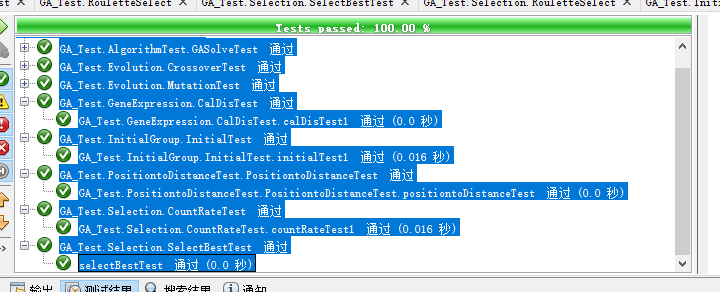 st × GA_Test.RouletteSelect × GA_Test.Selection.SelectBestTest × GA_Test.Selection.RouletteSelect × GA_Test.Ini
Tests passed: 100.00 %
GA_Test.AlgorithmTest.GASolveTest 通过
GA_Test.Evolution.CrossoverTest 通过
GA_Test.Evolution.MutationTest 通过
GA_Test.GeneExpression.CalDisTest 通过
GA_Test.GeneExpression.CalDisTest.calDisTest1 通过 (0.0 秒)
GA_Test.InitialGroup.InitialTest 通过
GA_Test.InitialGroup.InitialTest.initialTest1 通过 (0.016 秒)
GA_Test.PositiontoDistanceTest.PositiontoDistanceTest 通过
GA_Test.PositiontoDistanceTest.PositiontoDistanceTest.positiontoDistanceTest 通过 (0.0 秒)
GA_Test.Selection.CountRateTest 通过
GA_Test.Selection.CountRateTest.countRateTest1 通过 (0.016 秒)
GA_Test.Selection.SelectBestTest 通过
selectBestTest 通过 (0.0 秒)
输出 测试结果 搜索结果 通知